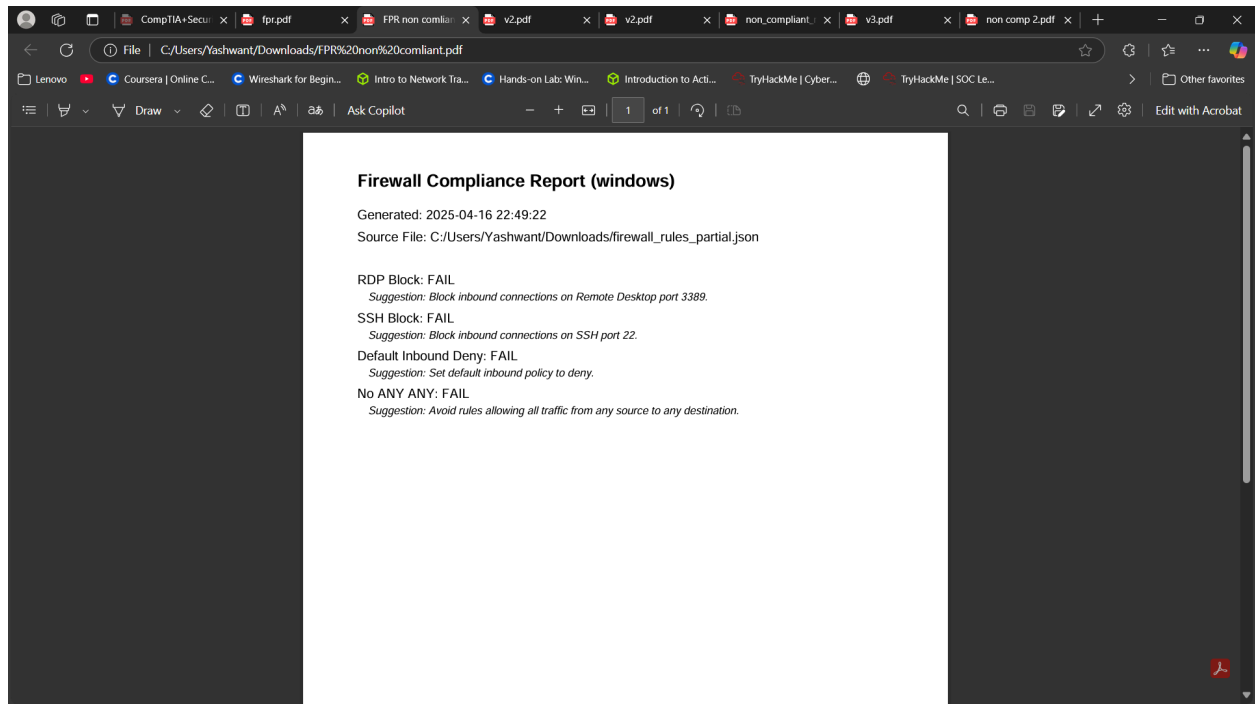 CompTIA+Secur
fpr.pdf
FPR non comlian
v2.pdf
v2.pdf
non_compliant_
v3.pdf
non comp 2.pdf
File
C:/Users/Yashwant/Downloads/FPR%20non%20comliant.pdf
Lenovo
Coursera | Online C...
Wireshark for Begin...
Intro to Network Tra...
Hands-on Lab: Win...
Introduction to Acti...
TryHackMe | Cyber...
TryHackMe | SOC Le...
Other favorites
Draw
Ask Copilot
1 of 1
Edit with Acrobat
Firewall Compliance Report (windows)
Generated: 2025-04-16 22:49:22
Source File: C:/Users/Yashwant/Downloads/firewall_rules_partial.json
RDP Block: FAIL
Suggestion: Block inbound connections on Remote Desktop port 3389.
SSH Block: FAIL
Suggestion: Block inbound connections on SSH port 22.
Default Inbound Deny: FAIL
Suggestion: Set default inbound policy to deny.
No ANY ANY: FAIL
Suggestion: Avoid rules allowing all traffic from any source to any destination.